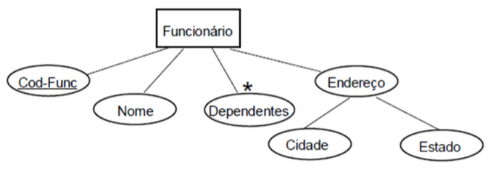 Funcionário
Cod-Func
Nome
*
Dependentes
Endereço
Cidade
Estado